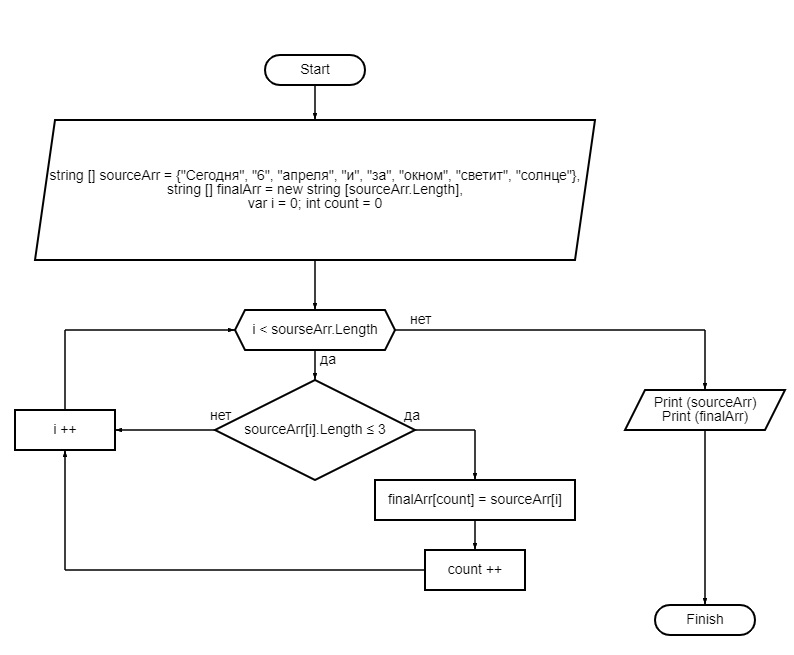 Start
string [] sourceArr = {"Сегодня", "6", "апреля", "и", "за", "окном", "светит", "солнце"},
string [] finalArr = new string [sourceArr.Length],
var i = 0; int count = 0
i < sourseArr.Length
нет
да
Print (sourceArr)
Print (finalArr)
нет
да
i ++
sourceArr[i].Length ≤ 3
finalArr[count] = sourceArr[i]
count ++
Finish